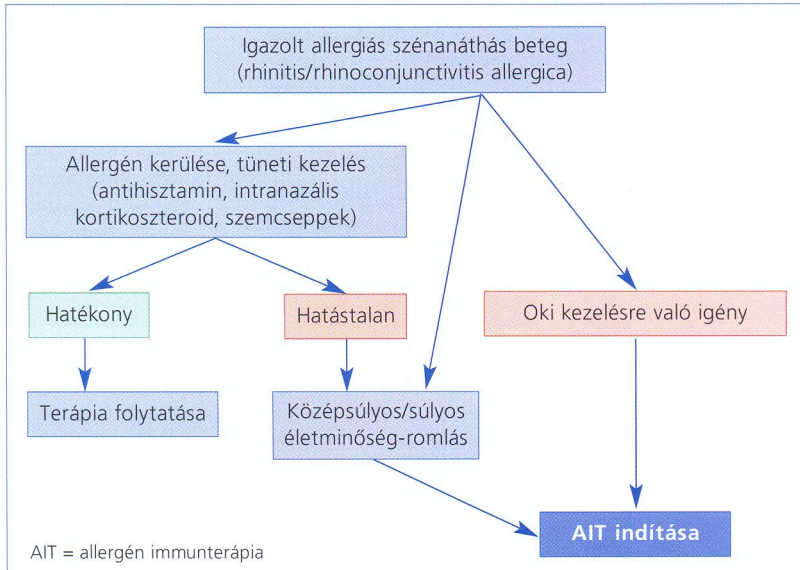 Igazolt allergiás szénanáthás beteg
(rhinitis/rhinoconjunctivitis allergica)
Allergén kerülése, tüneti kezelés
(antihisztamin, intranazális
kortikoszteroid, szemcseppek)
Hatékony
Hatástalan
Oki kezelésre való igény
Terápia folytatása
Középsúlyos/súlyos
életminőség-romlás
AIT indítása
AIT = allergén immunterápia